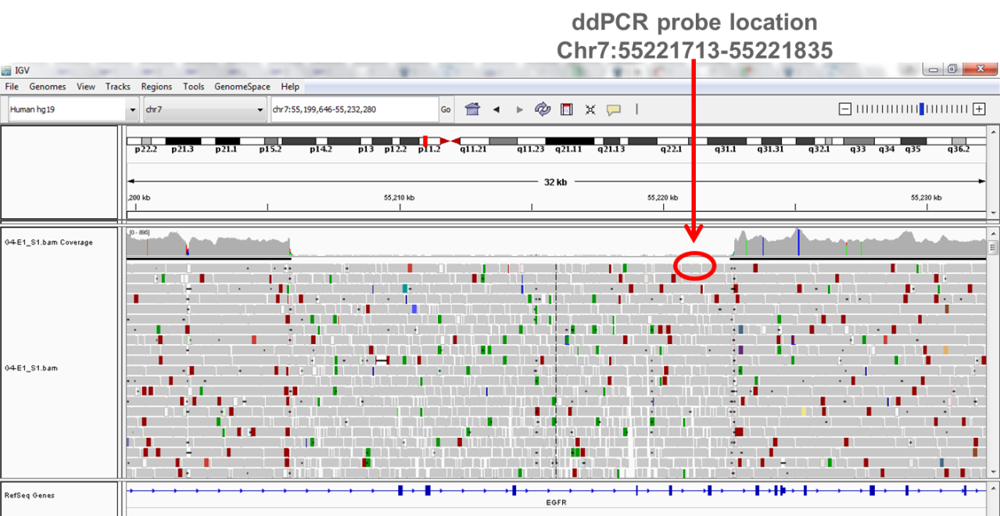 ddPCR probe location
Chr7:55221713-55221835
IGV
File Genomes View Tracks Regions Tools GenomeSpace Help
Human hg19 chr7 chr7:55,199,646-55,232,280 Go
p22.2 p21.3 p21.1 p15.2 p14.2 p13 p12.2 p11.2 q11.21 q11.23 q21.11 q21.13 q22.1 q31.1 q31.31 q32.1 q33 q34 q35 q36.2
32 kb
,200 kb 55,210 kb 55,220 kb 55,230 kb
[0 - 895]
G4-E1_S1.bam Coverage
G4-E1_S1.bam
RefSeq Genes
EGFR